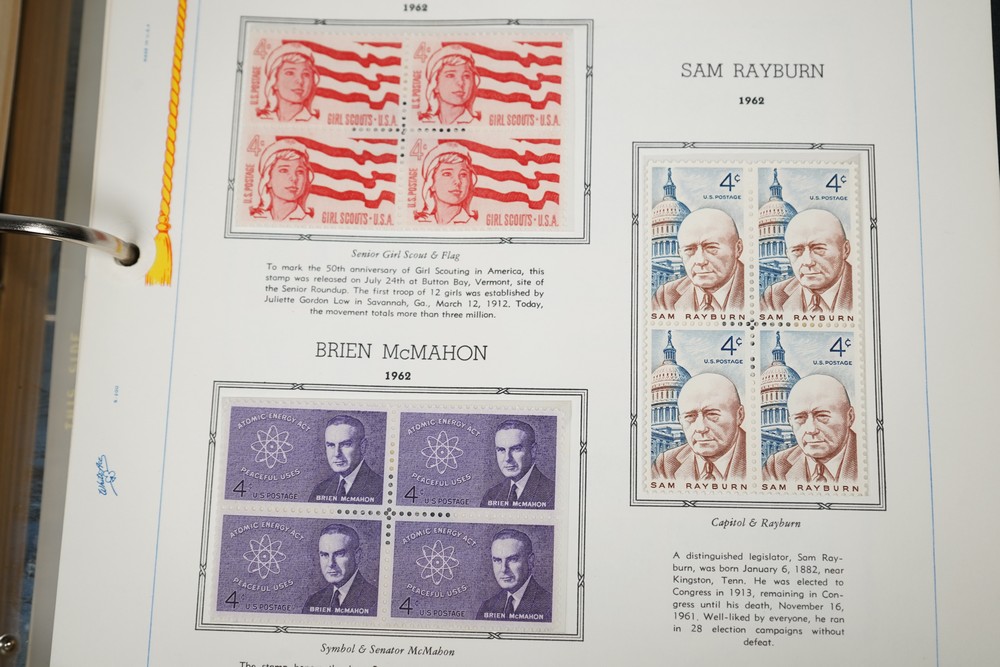 1962
4¢
U.S. POSTAGE
GIRL SCOUTS · U.S.A.
4¢
U.S. POSTAGE
GIRL SCOUTS · U.S.A.
4¢
U.S. POSTAGE
GIRL SCOUTS · U.S.A.
4¢
U.S. POSTAGE
GIRL SCOUTS · U.S.A.
Senior Girl Scout & Flag
To mark the 50th anniversary of Girl Scouting in America, this
stamp was released on July 24th at Button Bay, Vermont, site of
the Senior Roundup. The first troop of 12 girls was established by
Juliette Gordon Low in Savannah, Ga., March 12, 1912. Today,
the movement totals more than three million.
BRIEN McMAHON
1962
ATOMIC ENERGY ACT
PEACEFUL USES
4¢ U.S. POSTAGE
BRIEN McMAHON
ATOMIC ENERGY ACT
PEACEFUL USES
4¢ U.S. POSTAGE
BRIEN McMAHON
ATOMIC ENERGY ACT
PEACEFUL USES
4¢ U.S. POSTAGE
BRIEN McMAHON
ATOMIC ENERGY ACT
PEACEFUL USES
4¢ U.S. POSTAGE
BRIEN McMAHON
Symbol & Senator McMahon
SAM RAYBURN
1962
4¢
U.S. POSTAGE
SAM RAYBURN
4¢
U.S. POSTAGE
SAM RAYBURN
4¢
U.S. POSTAGE
SAM RAYBURN
4¢
U.S. POSTAGE
SAM RAYBURN
Capitol & Rayburn
A distinguished legislator, Sam Ray-
burn, was born January 6, 1882, near
Kingston, Tenn. He was elected to
Congress in 1913, remaining in Con-
gress until his death, November 16,
1961. Well-liked by everyone, he ran
in 28 election campaigns without
defeat.
MADE IN U.S.A.